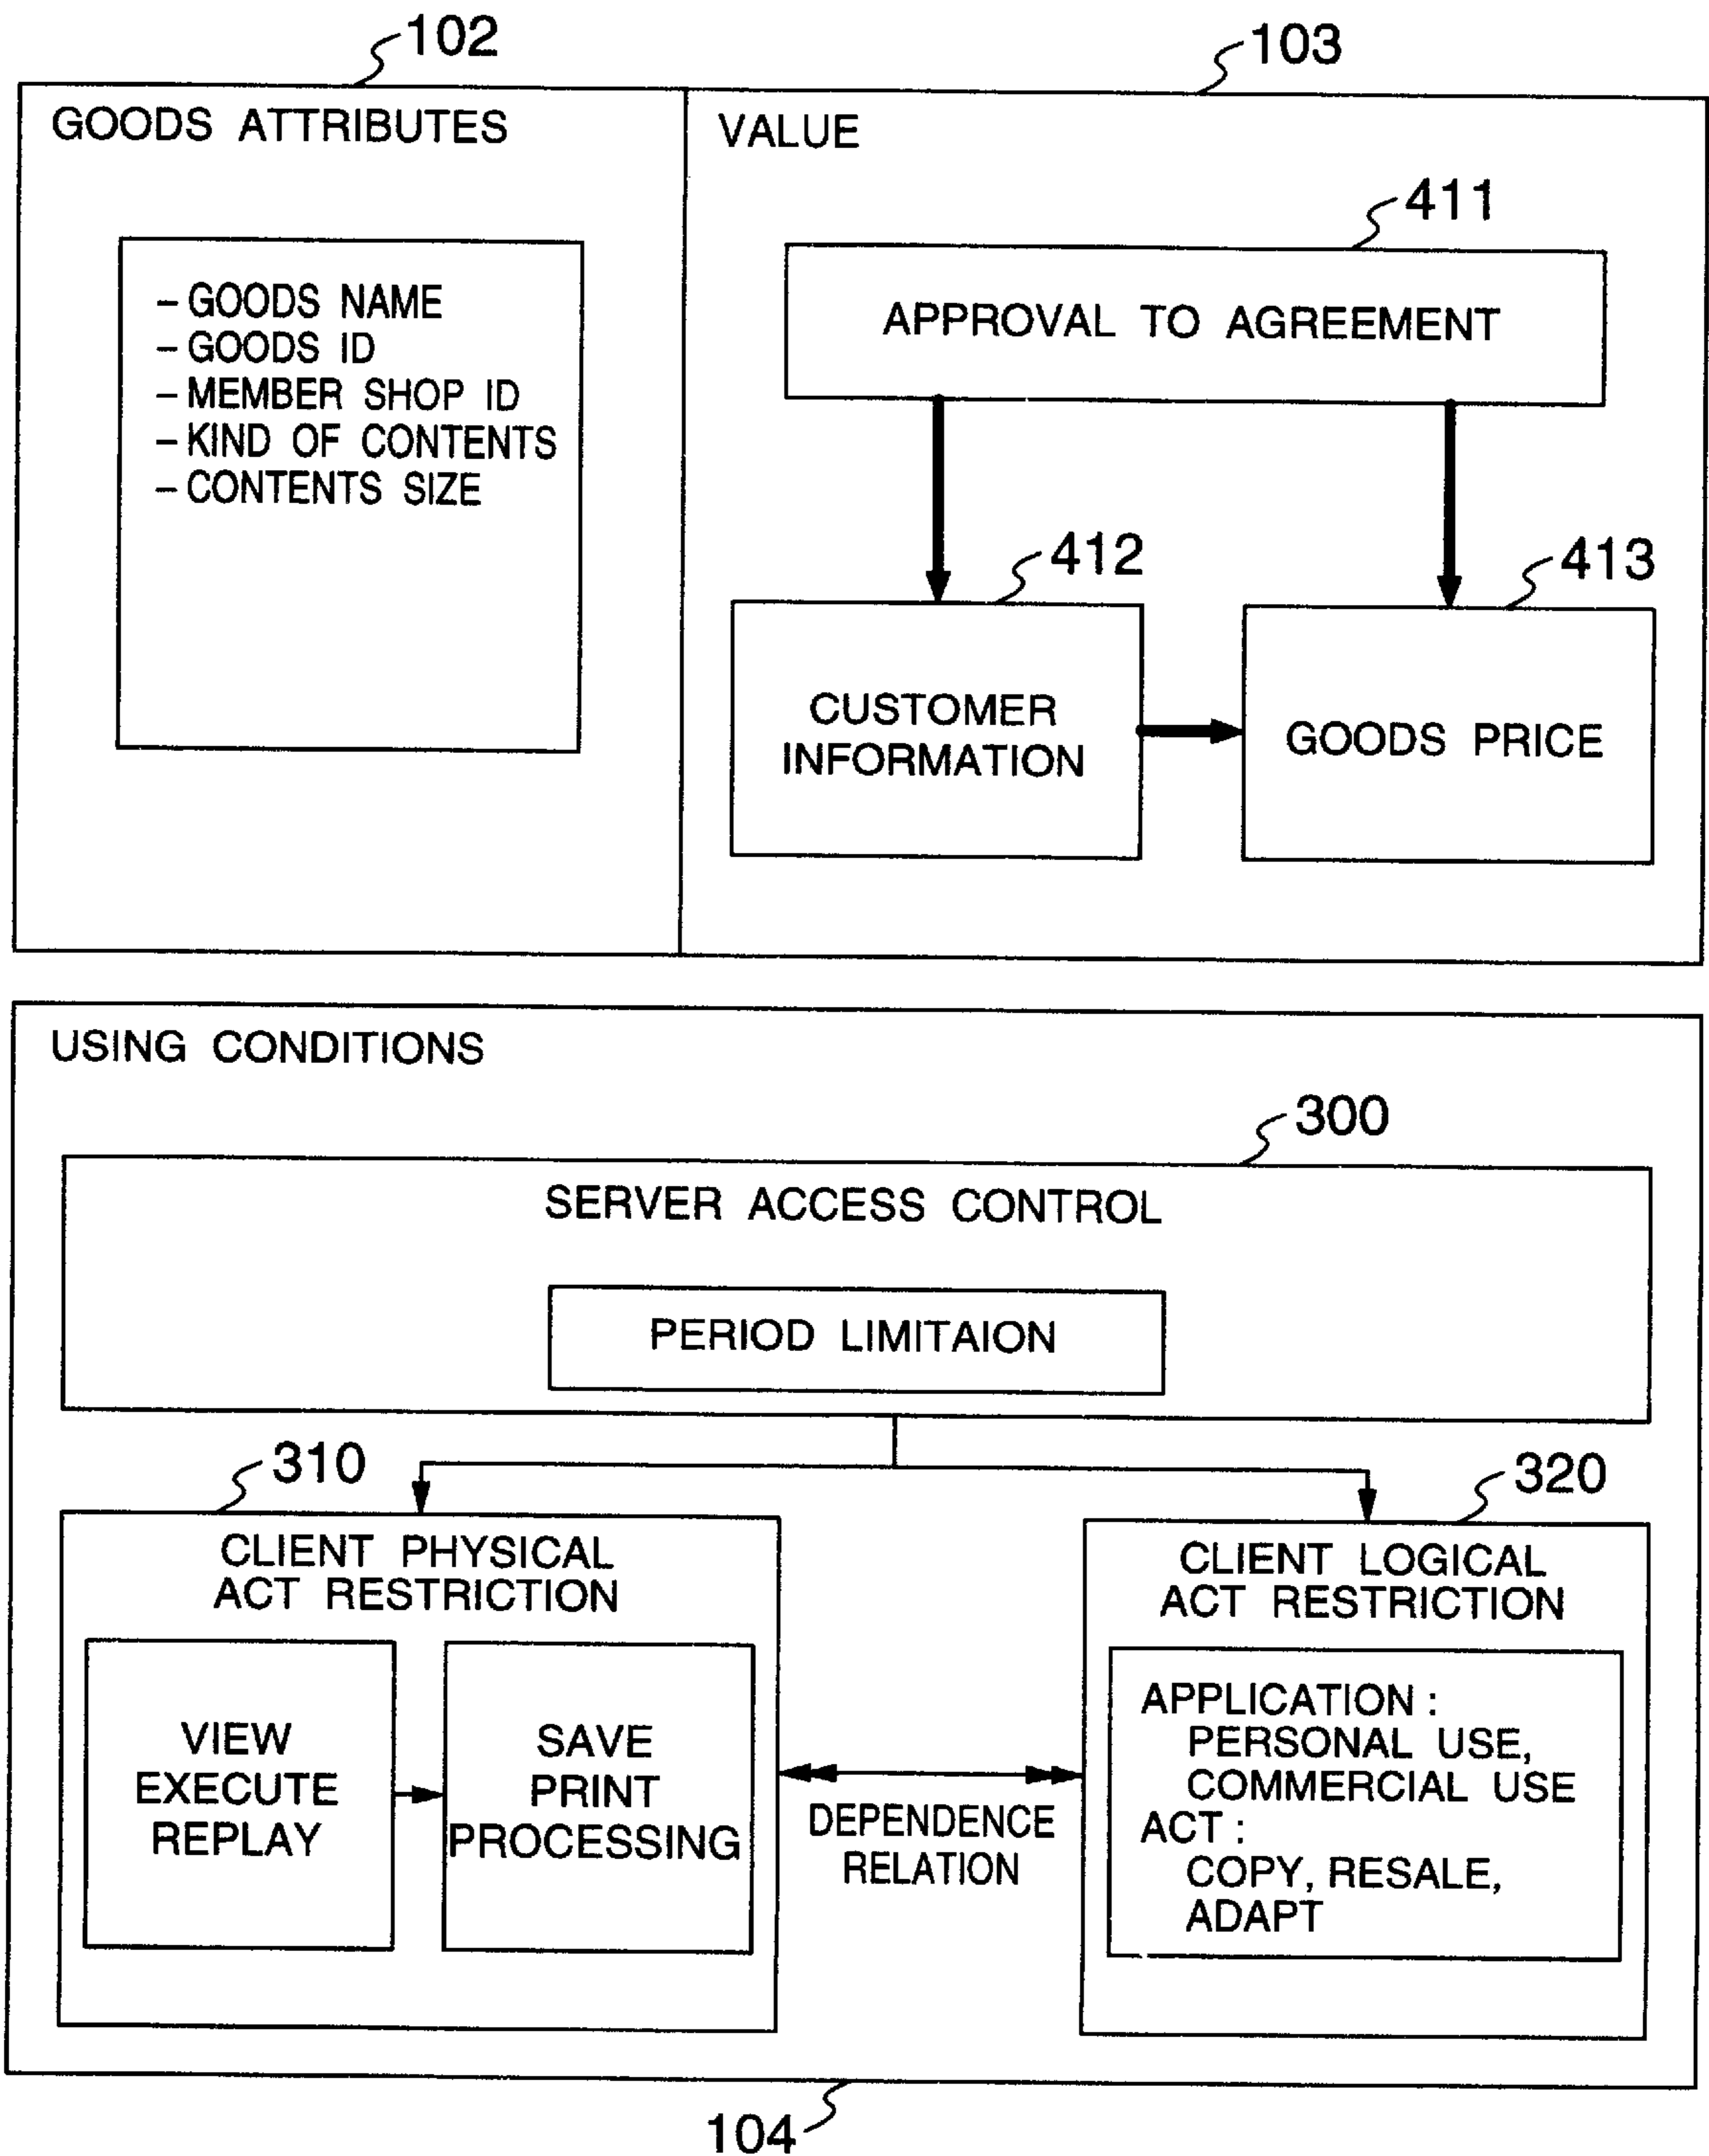 102
103
GOODS ATTRIBUTES
VALUE
411
– GOODS NAME
– GOODS ID
– MEMBER SHOP ID
– KIND OF CONTENTS
– CONTENTS SIZE
APPROVAL TO AGREEMENT
412
413
CUSTOMER
INFORMATION
GOODS PRICE
USING CONDITIONS
300
SERVER ACCESS CONTROL
PERIOD LIMITAION
310
320
CLIENT PHYSICAL
ACT RESTRICTION
VIEW
EXECUTE
REPLAY
SAVE
PRINT
PROCESSING
DEPENDENCE
RELATION
CLIENT LOGICAL
ACT RESTRICTION
APPLICATION :
PERSONAL USE,
COMMERCIAL USE
ACT :
COPY, RESALE,
ADAPT
104